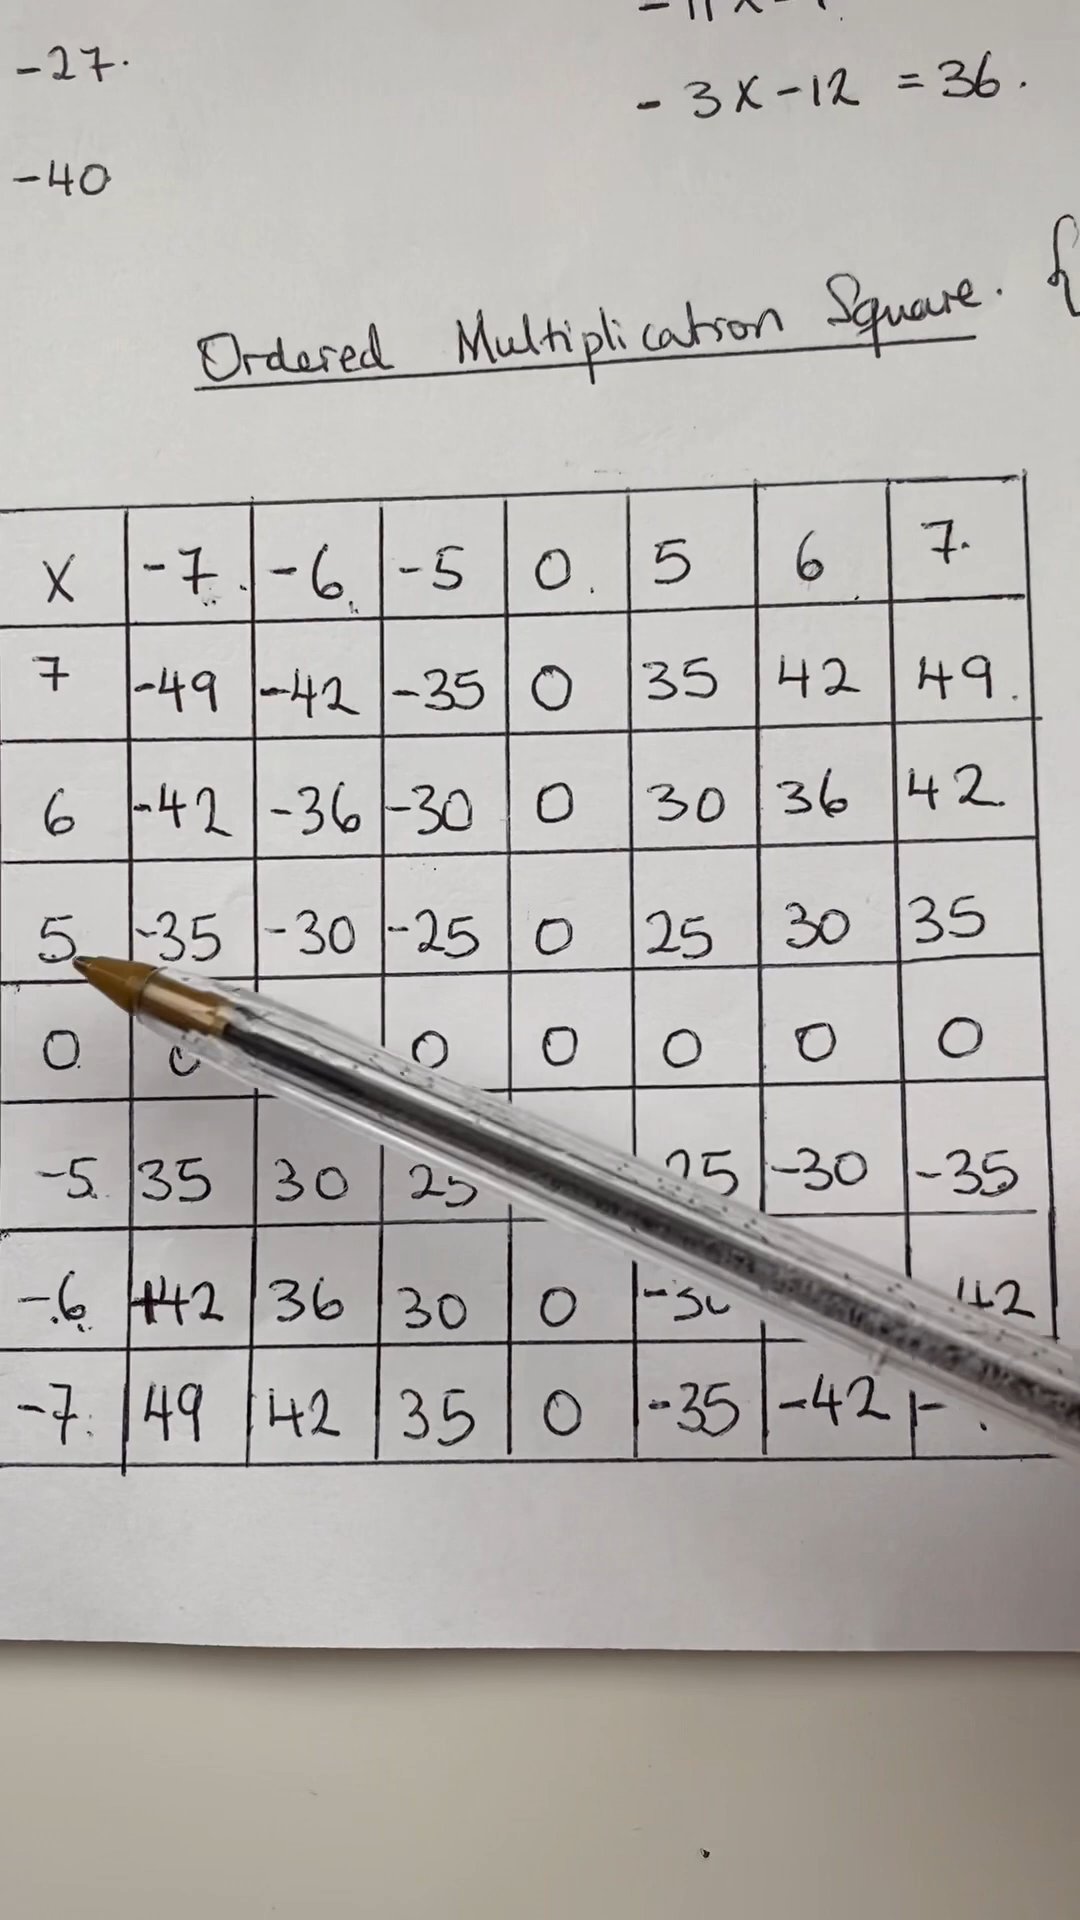 -27.
-3x-12 = 36.
-40
Ordered Multiplication Square. {
X -7. -6. -5 0. 5 6 7.
7 -49 -42 -35 0 35 42 49.
6 -42 -36 -30 0 30 36 42.
5 -35 -30 -25 0 25 30 35
0 0 0 0 0 0 0
-5 35 30 25 -30 -35
-6 +42 36 30 0 42
-7. 49 42 35 0 -35 -42